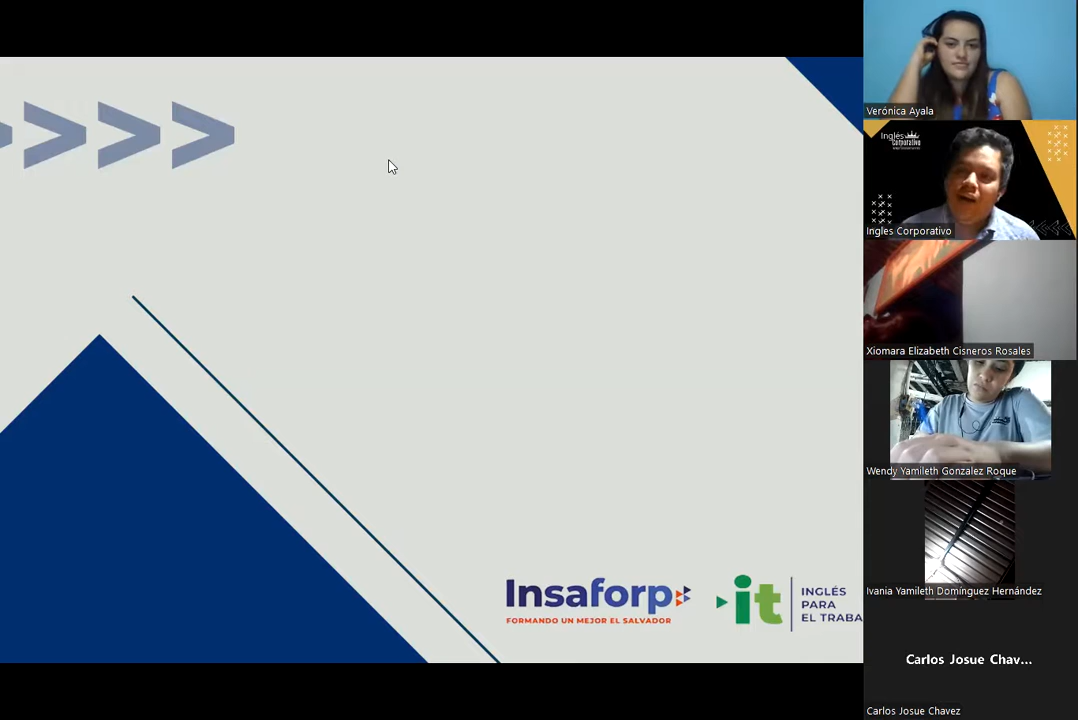 Insaforp
FORMANDO UN MEJOR EL SALVADOR
it
INGLÉS
PARA
EL TRABA
Verónica Ayala
Inglés
Corporativo
Ingles Corporativo
Xiomara Elizabeth Cisneros Rosales
Wendy Yamileth Gonzalez Roque
Ivania Yamileth Domínguez Hernández
Carlos Josue Chav...
Carlos Josue Chavez